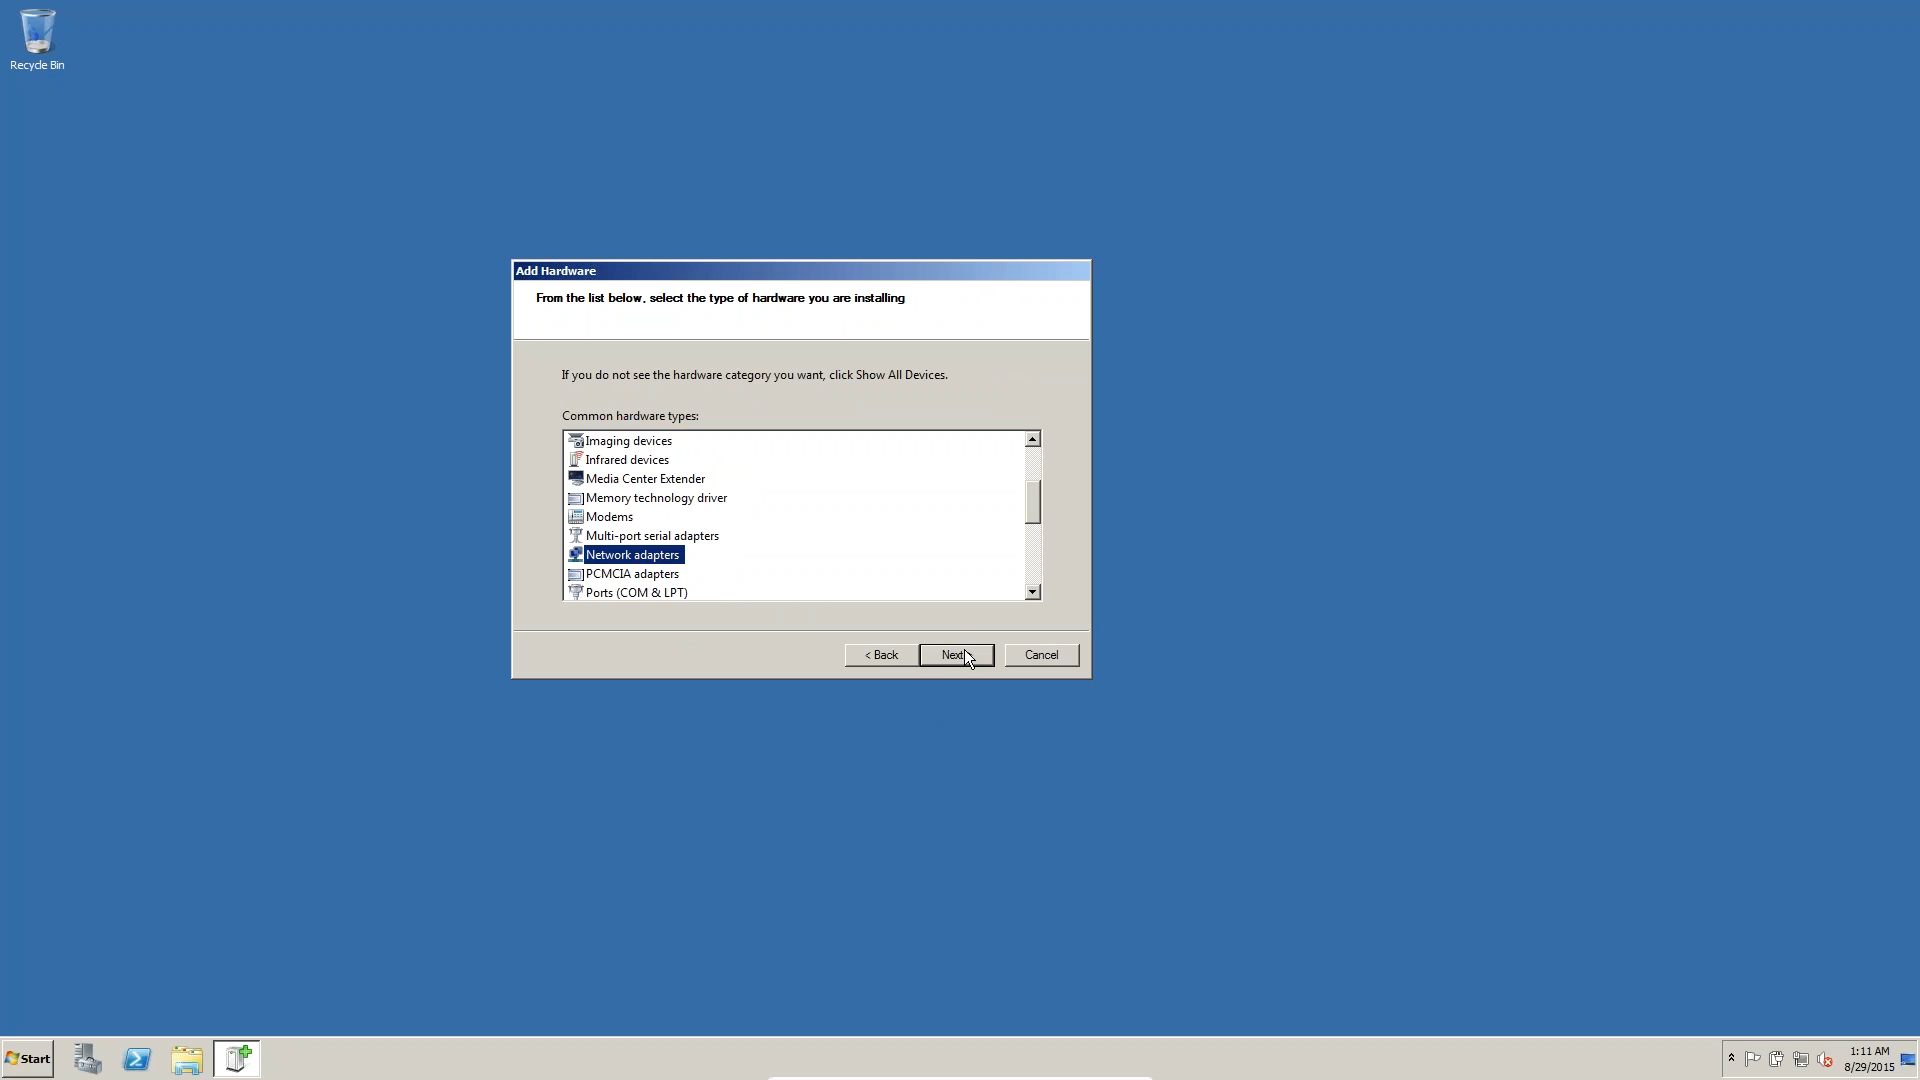 Recycle Bin
Add Hardware
From the list below, select the type of hardware you are installing
If you do not see the hardware category you want, click Show All Devices.
Common hardware types:
Imaging devices
Infrared devices
Media Center Extender
Memory technology driver
Modems
Multi-port serial adapters
Network adapters
PCMCIA adapters
Ports (COM & LPT)
< Back
Next
Cancel
Start
1:11 AM
8/29/2015